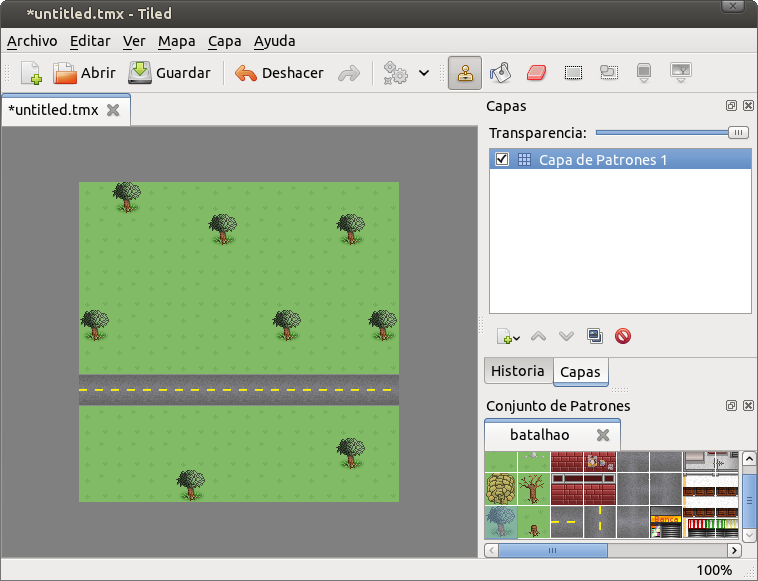 *untitled.tmx - Tiled
Archivo Editar Ver Mapa Capa Ayuda
Abrir Guardar Deshacer
*untitled.tmx
Capas
Transparencia:
Capa de Patrones 1
Historia Capas
Conjunto de Patrones
batalhao
Banca
100%